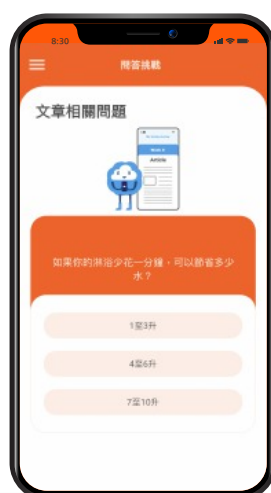 8:30
問答挑戰
文章相關問題
Article
如果你的淋浴少花一分鐘，可以節省多少
水？
1至3升
4至6升
7至10升